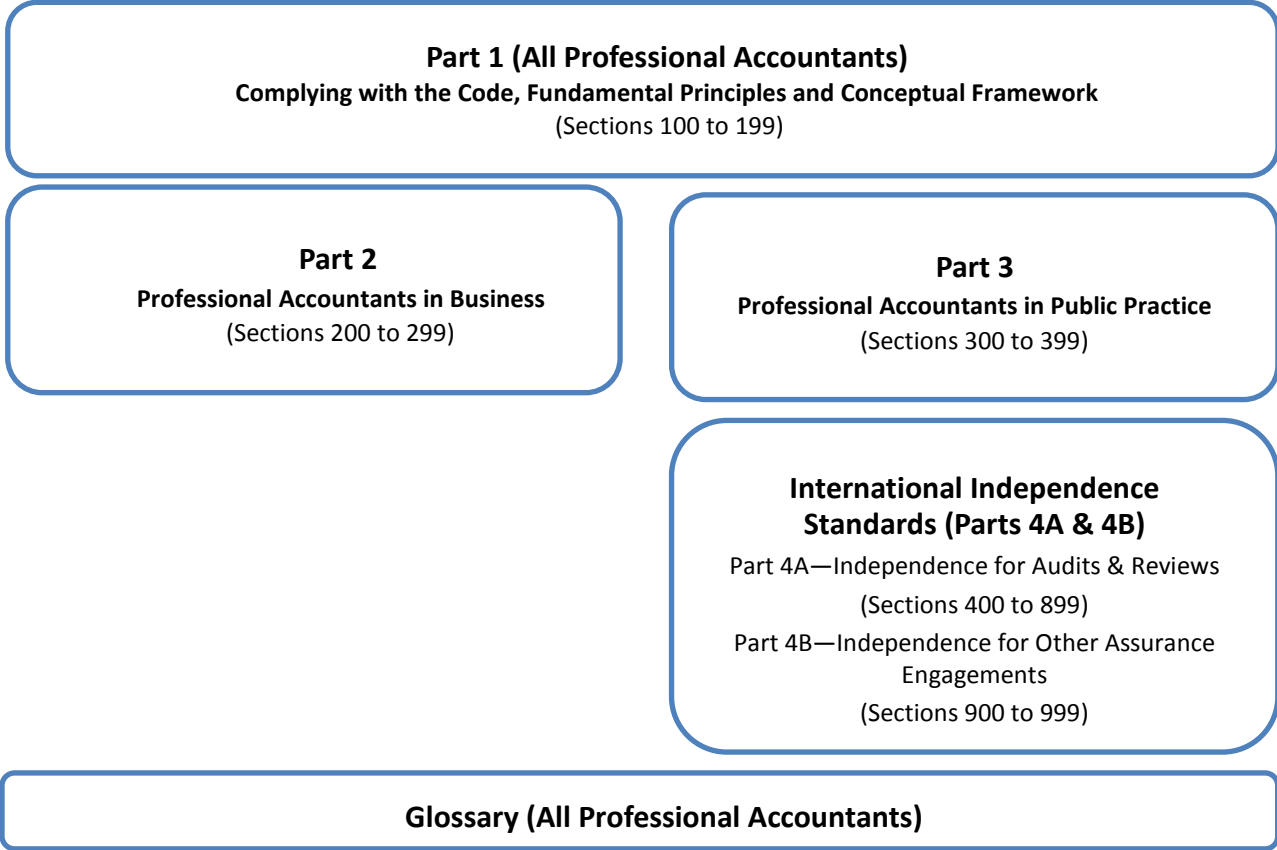 Part 1 (All Professional Accountants)
Complying with the Code, Fundamental Principles and Conceptual Framework
(Sections 100 to 199)
Part 2
Professional Accountants in Business
(Sections 200 to 299)
Part 3
Professional Accountants in Public Practice
(Sections 300 to 399)
International Independence
Standards (Parts 4A & 4B)
Part 4A—Independence for Audits & Reviews
(Sections 400 to 899)
Part 4B—Independence for Other Assurance
Engagements
(Sections 900 to 999)
Glossary (All Professional Accountants)